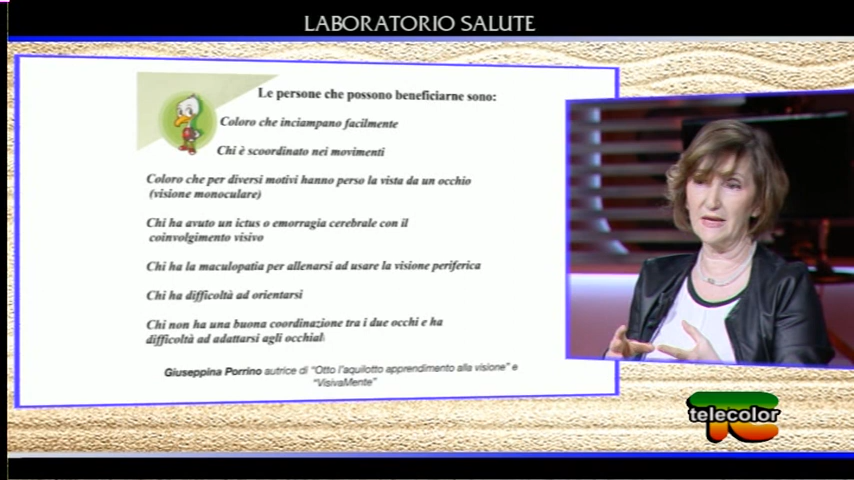 LABORATORIO SALUTE
Le persone che possono beneficiarne sono:
Coloro che inciampano facilmente
Chi è scoordinato nei movimenti
Coloro che per diversi motivi hanno perso la vista da un occhio
(visione monoculare)
Chi ha avuto un ictus o emorragia cerebrale con il
coinvolgimento visivo
Chi ha la maculopatia per allenarsi ad usare la visione periferica
Chi ha difficoltà ad orientarsi
Chi non ha una buona coordinazione tra i due occhi e ha
difficoltà ad adattarsi agli occhiali
Giuseppina Porrino autrice di “Otto l'aquilotto apprendimento alla visione” e
“VisivaMente”
telecolor